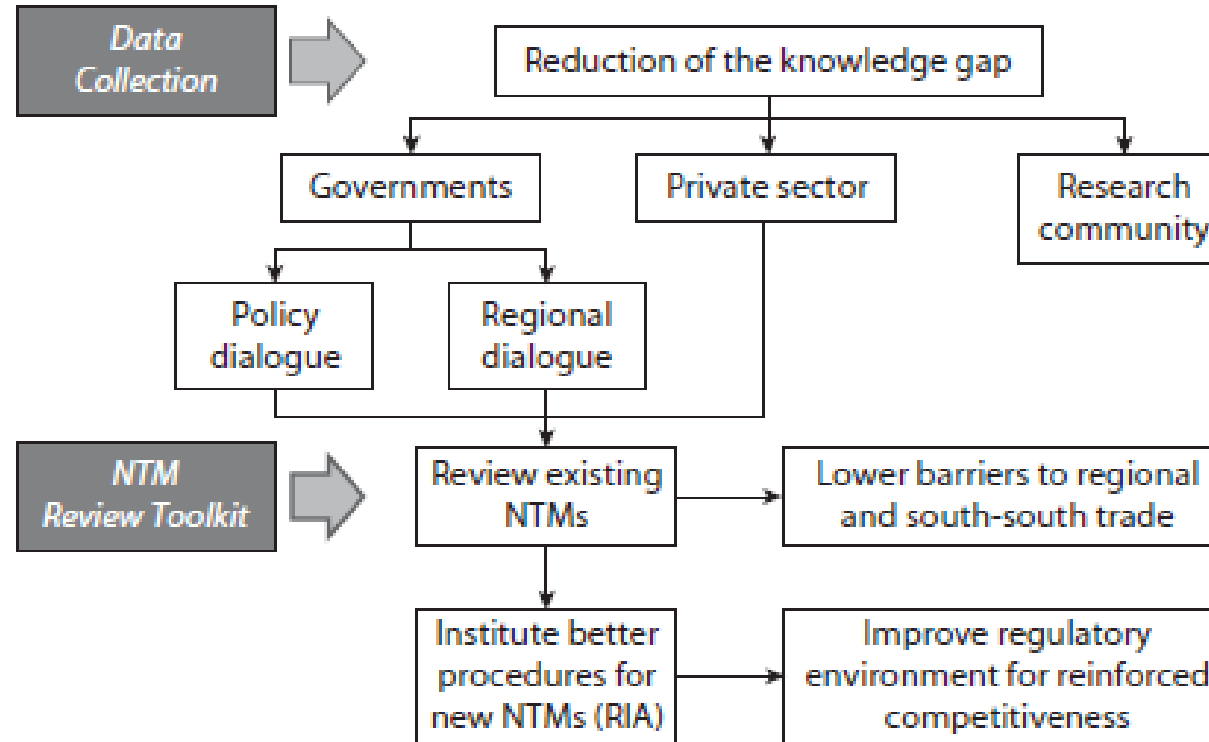 Data
Collection
Reduction of the knowledge gap
Governments
Private sector
Research
community
Policy
dialogue
Regional
dialogue
NTM
Review Toolkit
Review existing
NTMs
Lower barriers to regional
and south-south trade
Institute better
procedures for
new NTMs (RIA)
Improve regulatory
environment for reinforced
competitiveness